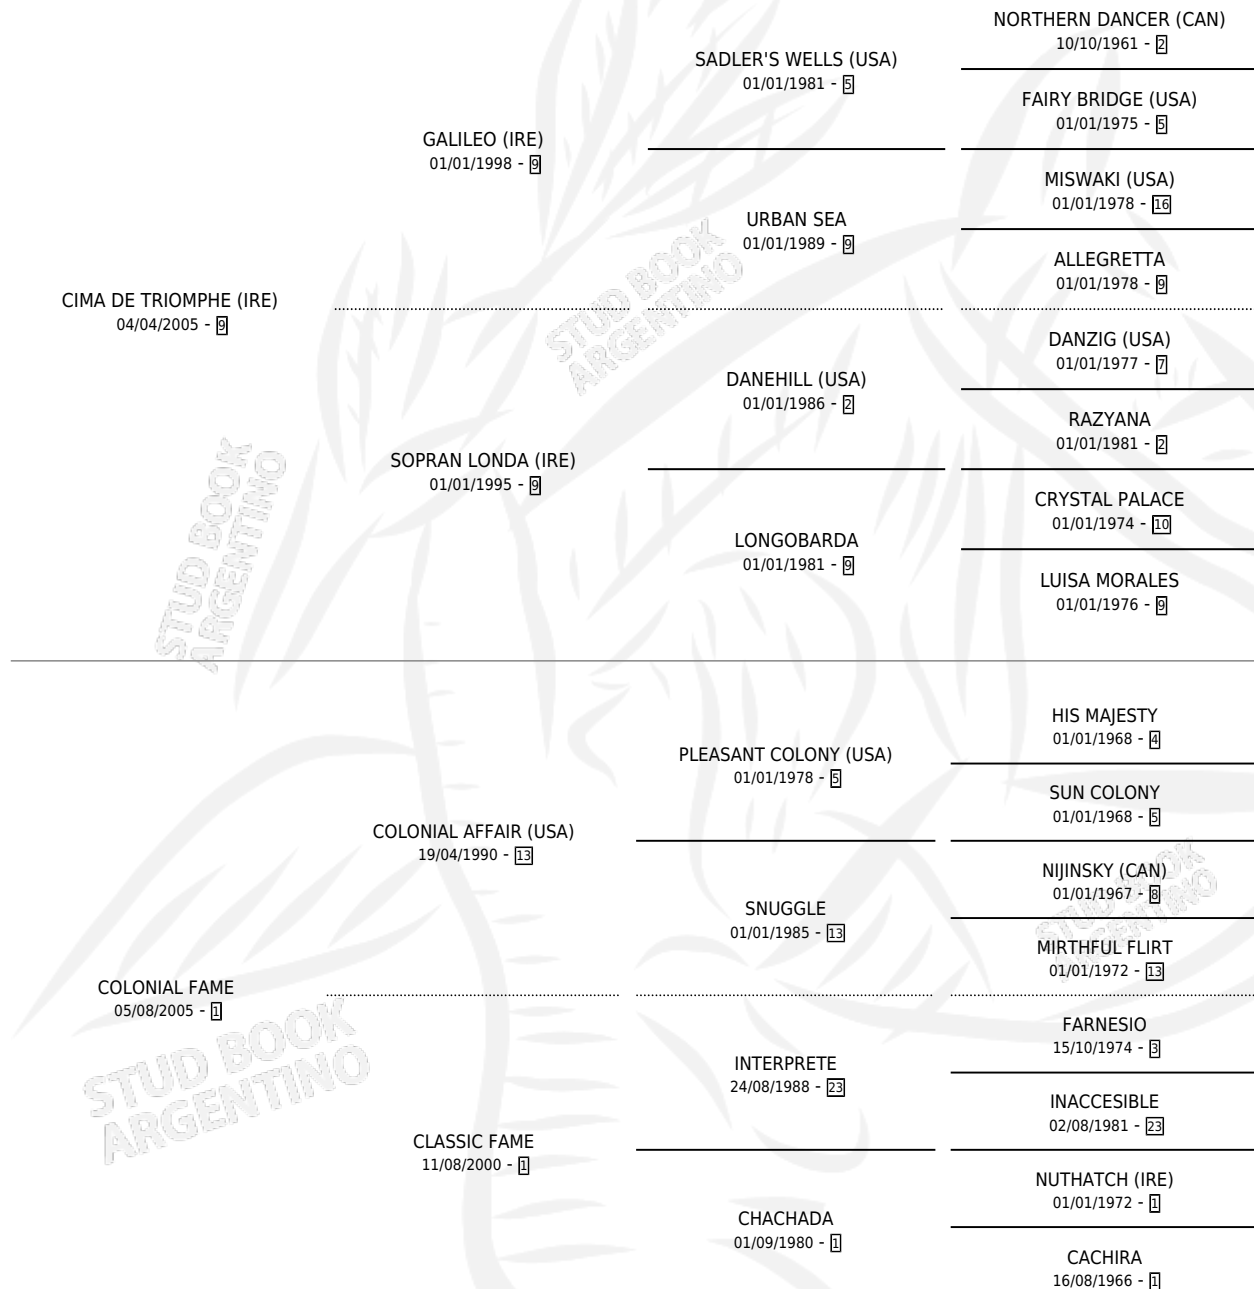 NORTHERN DANCER (CAN)
10/10/1961 - 2
SADLER'S WELLS (USA)
01/01/1981 - 5
FAIRY BRIDGE (USA)
01/01/1975 - 5
GALILEO (IRE)
01/01/1998 - 9
MISWAKI (USA)
01/01/1978 - 16
URBAN SEA
01/01/1989 - 9
ALLEGRETTA
01/01/1978 - 9
CIMA DE TRIOMPHE (IRE)
04/04/2005 - 9
DANZIG (USA)
01/01/1977 - 7
DANEHILL (USA)
01/01/1986 - 2
RAZYANA
01/01/1981 - 2
SOPRAN LONDA (IRE)
01/01/1995 - 9
CRYSTAL PALACE
01/01/1974 - 10
LONGOBARDA
01/01/1981 - 9
LUISA MORALES
01/01/1976 - 9
HIS MAJESTY
01/01/1968 - 4
PLEASANT COLONY (USA)
01/01/1978 - 5
SUN COLONY
01/01/1968 - 5
COLONIAL AFFAIR (USA)
19/04/1990 - 13
NIJINSKY (CAN)
01/01/1967 - 8
SNUGGLE
01/01/1985 - 13
MIRTHFUL FLIRT
01/01/1972 - 13
COLONIAL FAME
05/08/2005 - 1
FARNESIO
15/10/1974 - 3
INTERPRETE
24/08/1988 - 23
INACCESIBLE
02/08/1981 - 23
CLASSIC FAME
11/08/2000 - 1
NUTHATCH (IRE)
01/01/1972 - 1
CHACHADA
01/09/1980 - 1
CACHIRA
16/08/1966 - 1
STUD BOOK
ARGENTINO
STUD BOOK
ARGENTINO
STUD BOOK
ARGENTINO
STUD BOOK
ARGENTINO